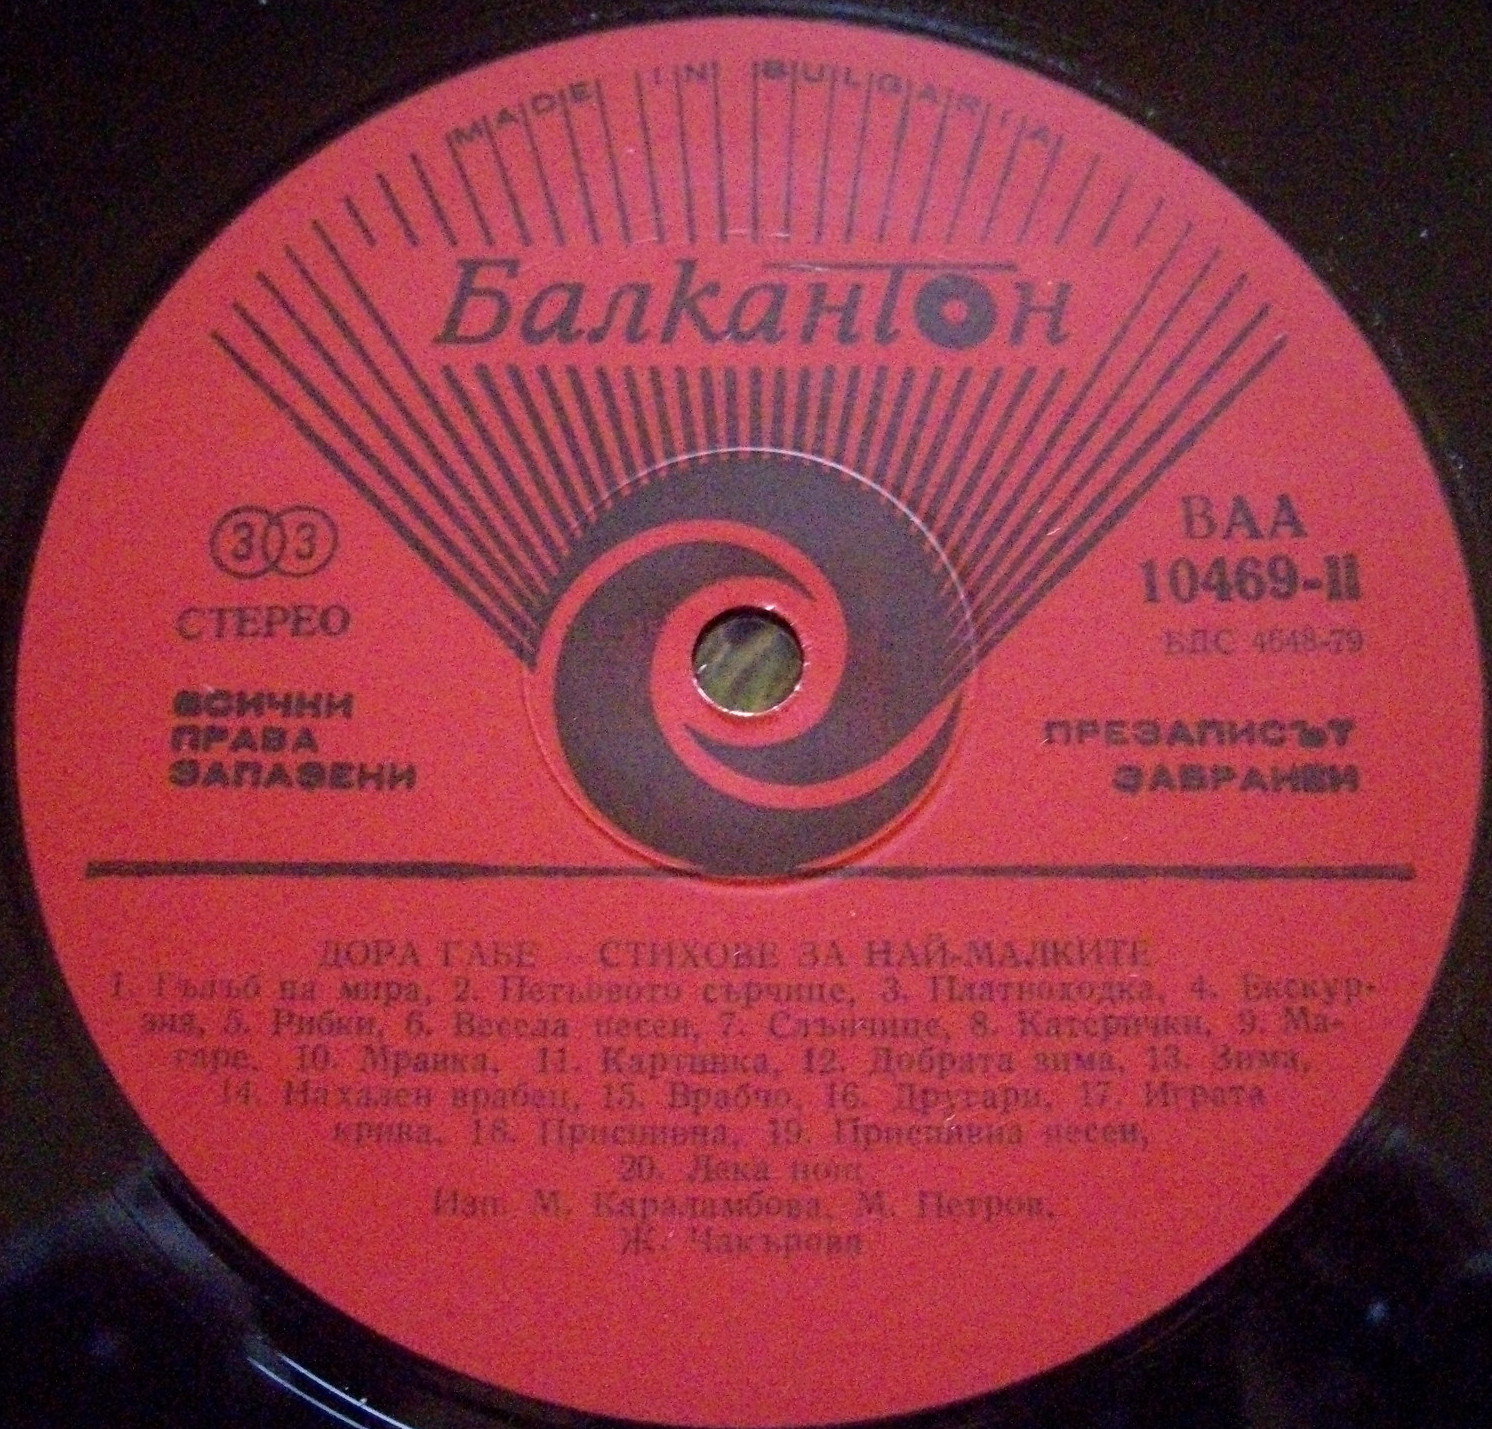 MADE IN BULGARIA
Балкантон
33
СТЕРЕО
ВСИЧКИ
ПРАВА
ЗАПАЗЕНИ
ВАА
10469-II
БДС 4648-79
ПРЕЗАПИСЪТ
ЗАБРАНЕН
ДОРА ГАБЕ СТИХОВЕ ЗА НАЙ-МАЛКИТЕ
1. Гълъб на мира, 2. Петьовото сърчице, 3. Платноходка, 4. Екскур-
зия, 5. Рибки, 6. Весела песен, 7. Слънчице, 8. Катерички, 9. Ма-
гаре, 10. Мравка, 11. Картинка, 12. Добрата зима, 13. Зима,
14. Нахален врабец, 15. Врабчо, 16. Другари, 17. Играта
крива, 18. Приспивна, 19. Приспивна песен,
20. Лека нощ
Изп. М. Караламбова, М. Петров,
Ж. Чакърова